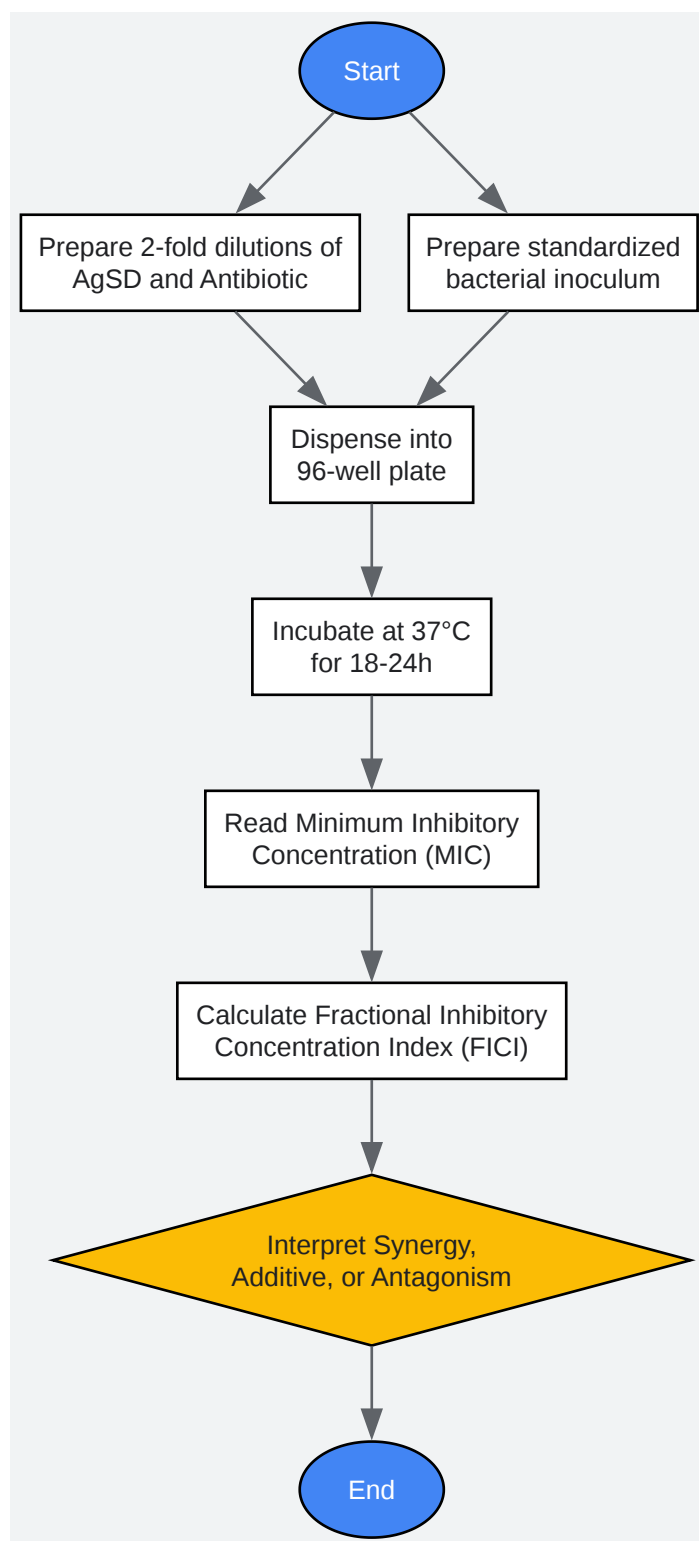 Start
Prepare 2-fold dilutions of
AgSD and Antibiotic
Prepare standardized
bacterial inoculum
Dispense into
96-well plate
Incubate at 37°C
for 18-24h
Read Minimum Inhibitory
Concentration (MIC)
Calculate Fractional Inhibitory
Concentration Index (FICI)
Interpret Synergy,
Additive, or Antagonism
End